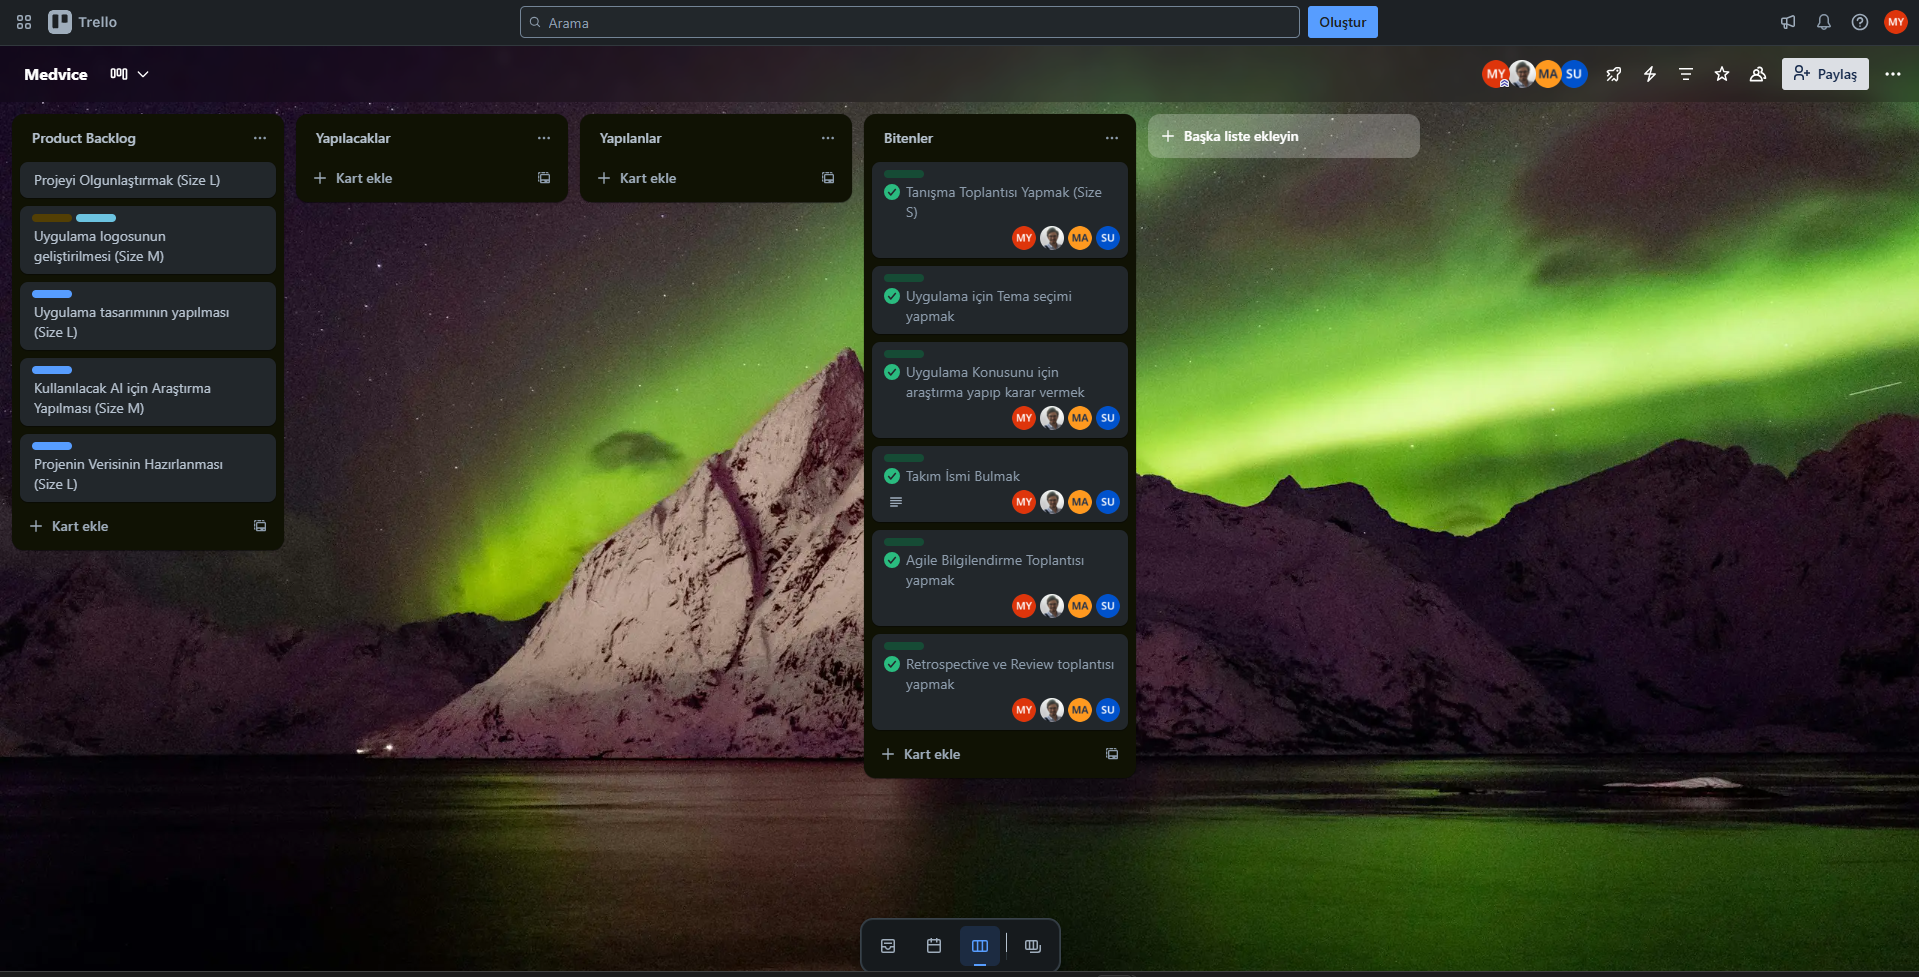 Trello
Arama
Oluştur
MY
Medvice
MY
MA
SU
Paylaş
Product Backlog
Projeyi Olgunlaştırmak (Size L)
Uygulama logosunun
geliştirilmesi (Size M)
Uygulama tasarımının yapılması
(Size L)
Kullanılacak AI için Araştırma
Yapılması (Size M)
Projenin Verisinin Hazırlanması
(Size L)
Kart ekle
Yapılacaklar
Kart ekle
Yapılanlar
Kart ekle
Bitenler
Tanışma Toplantısı Yapmak (Size
S)
MY MA SU
Uygulama için Tema seçimi
yapmak
Uygulama Konusunu için
araştırma yapıp karar vermek
MY MA SU
Takım İsmi Bulmak
MY MA SU
Agile Bilgilendirme Toplantısı
yapmak
MY MA SU
Retrospective ve Review toplantısı
yapmak
MY MA SU
Kart ekle
Başka liste ekleyin